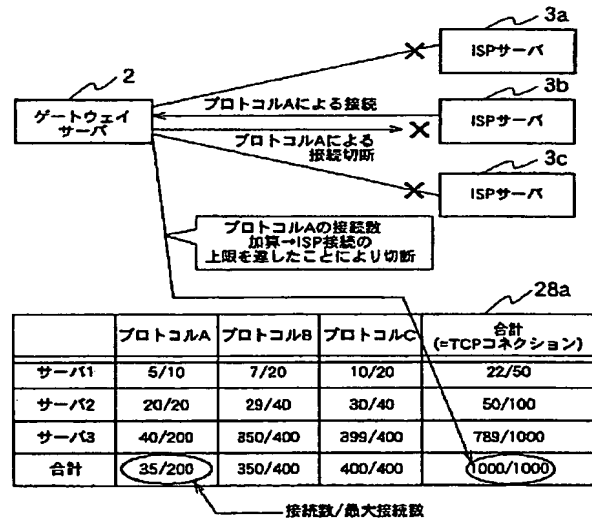 3a
ISPサーバ
2
3b
ゲートウェイ
サーバ
プロトコルAによる接続
ISPサーバ
プロトコルAによる
接続切断
3c
ISPサーバ
プロトコルAの接続数
加算→ISP接続の
上限を達したことにより切断
28a
プロトコルA プロトコルB プロトコルC 合計
(=TCPコネクション)
サーバ1 5/10 7/20 10/20 22/50
サーバ2 20/20 29/40 30/40 50/100
サーバ3 40/200 350/400 399/400 789/1000
合計 35/200 350/400 400/400 1000/1000
接続数/最大接続数